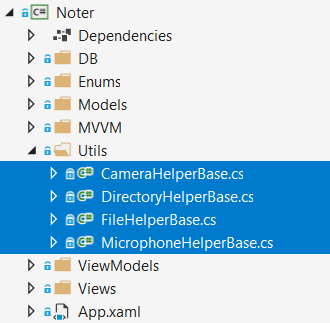 Noter
Dependencies
DB
Enums
Models
MVVM
Utils
CameraHelperBase.cs
DirectoryHelperBase.cs
FileHelperBase.cs
MicrophoneHelperBase.cs
ViewModels
Views
App.xaml